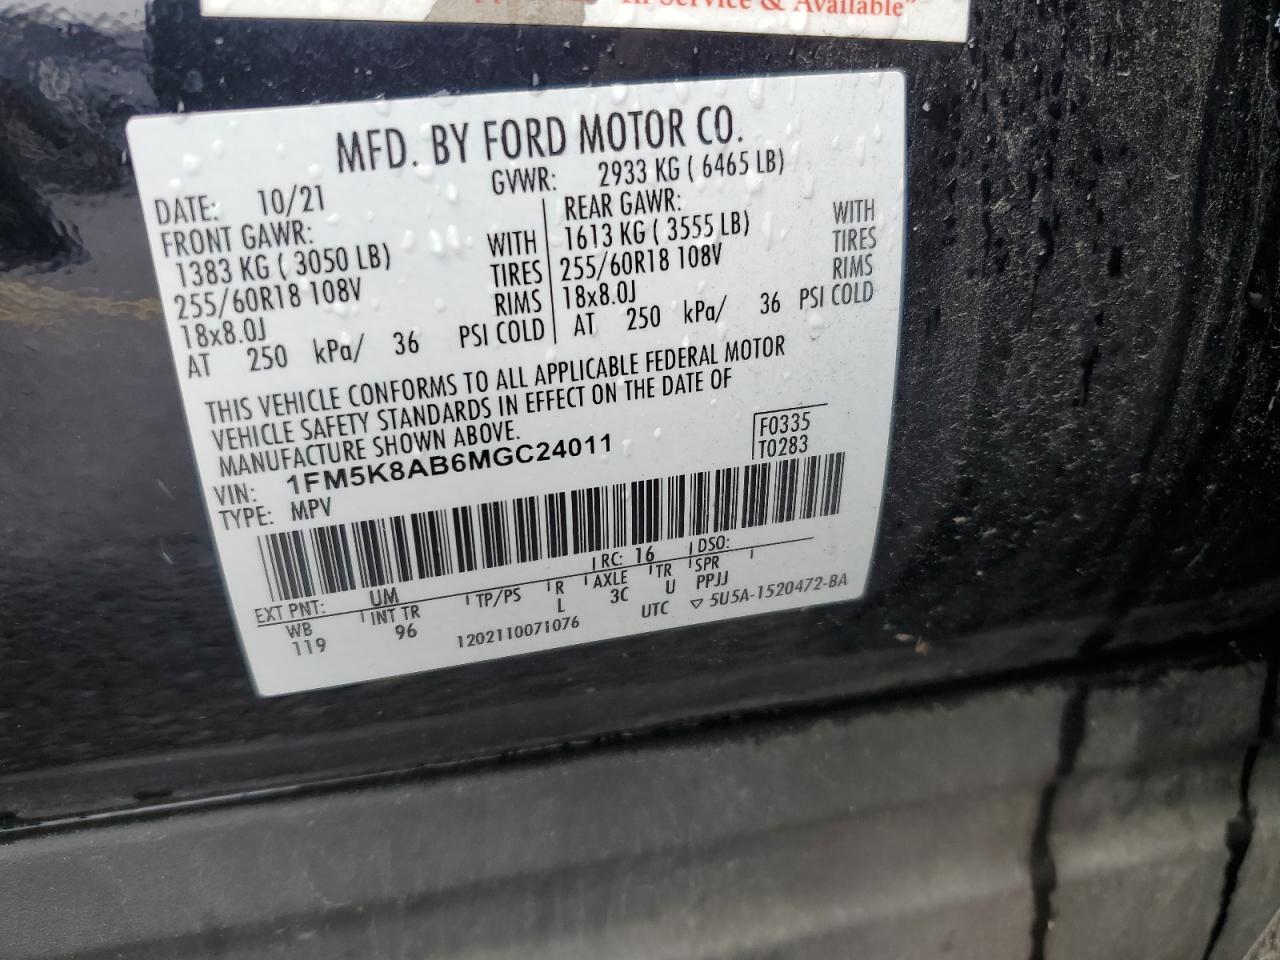 In Service & Available"
MFD. BY FORD MOTOR CO.
DATE: 10/21 GVWR: 2933 KG ( 6465 LB)
FRONT GAWR: REAR GAWR:
1383 KG ( 3050 LB) WITH 1613 KG ( 3555 LB) WITH
255/60R18 108V TIRES 255/60R18 108V TIRES
18x8.0J RIMS 18x8.0J RIMS
AT 250 kPa/ 36 PSI COLD AT 250 kPa/ 36 PSI COLD
THIS VEHICLE CONFORMS TO ALL APPLICABLE FEDERAL MOTOR
VEHICLE SAFETY STANDARDS IN EFFECT ON THE DATE OF
MANUFACTURE SHOWN ABOVE.
F0335
T0283
VIN: 1FM5K8AB6MGC24011
TYPE: MPV
EXT PNT: UM RC: 16 DSO:
WB INT TR TP/PS R AXLE TR SPR
119 96 L 3C U PPJJ
1202110071076 UTC ▽ 5U5A-1520472-BA